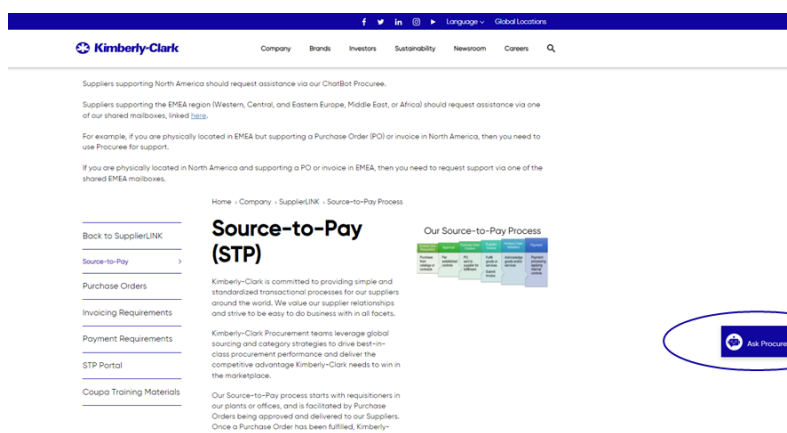 Language
Global Locations
Kimberly-Clark
Company
Brands
Investors
Sustainability
Newsroom
Careers
Suppliers supporting North America should request assistance via our ChatBot Procuree.
Suppliers supporting the EMEA region (Western, Central, and Eastern Europe, Middle East, or Africa) should request assistance via one
of our shared mailboxes, linked here.
For example, if you are physically located in EMEA but supporting a Purchase Order (PO) or invoice in North America, then you need to
use Procuree for support.
If you are physically located in North America and supporting a PO or invoice in EMEA, then you need to request support via one of the
shared EMEA mailboxes.
Home › Company › SupplierLINK › Source-to-Pay Process
Back to SupplierLINK
Source-to-Pay
Purchase Orders
Invoicing Requirements
Payment Requirements
STP Portal
Coupa Training Materials
Source-to-Pay
(STP)
Kimberly-Clark is committed to providing simple and
standardized transactional processes for our suppliers
around the world. We value our supplier relationships
and strive to be easy to do business with in all facets.
Kimberly-Clark Procurement teams leverage global
sourcing and category strategies to drive best-in-
class procurement performance and deliver the
competitive advantage Kimberly-Clark needs to win in
the marketplace.
Our Source-to-Pay process starts with requisitioners in
our plants or offices, and is facilitated by Purchase
Orders being approved and delivered to our Suppliers.
Once a Purchase Order has been fulfilled, Kimberly-
Our Source-to-Pay Process
Ask Procure